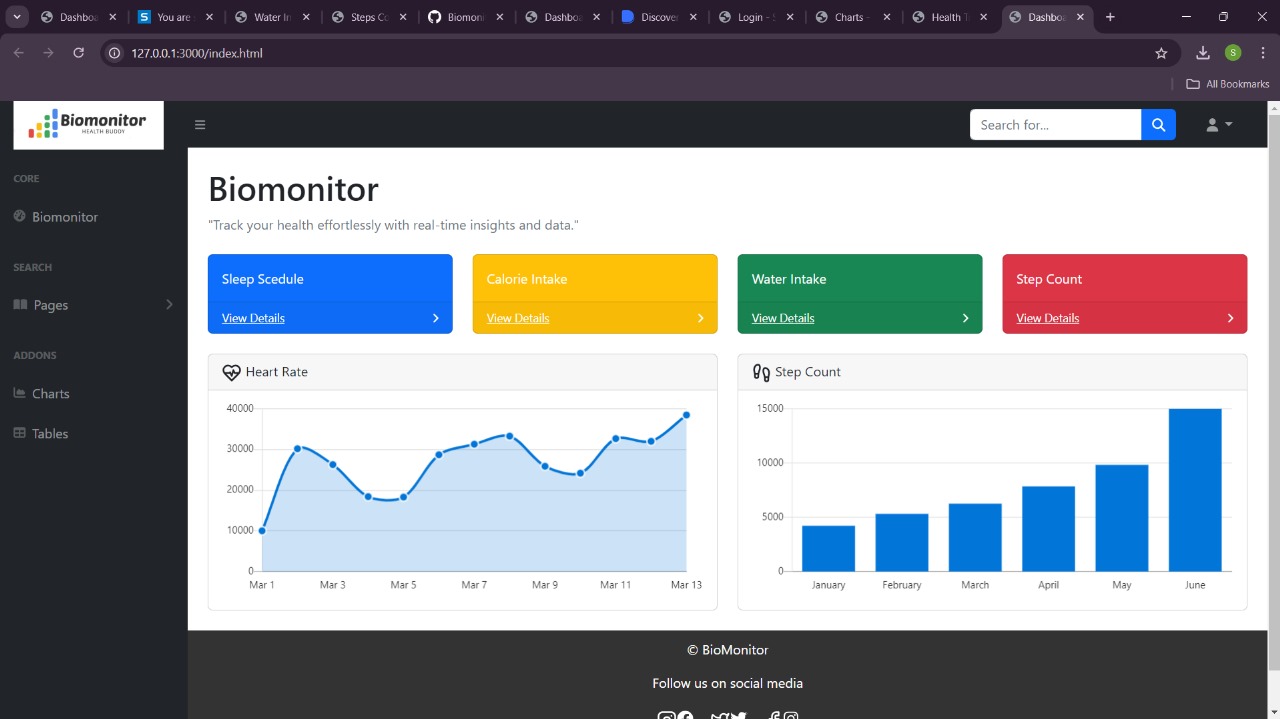 Dashboa
You are
Water In
Steps Co
Biomoni
Dashboa
Discover
Login - S
Charts -
Health T
Dashboa
127.0.0.1:3000/index.html
S
All Bookmarks
Biomonitor
HEALTH BUDDY
Search for...
CORE
Biomonitor
SEARCH
Pages
ADDONS
Charts
Tables
Biomonitor
"Track your health effortlessly with real-time insights and data."
Sleep Scedule
View Details
Calorie Intake
View Details
Water Intake
View Details
Step Count
View Details
Heart Rate
40000
30000
20000
10000
0
Mar 1 Mar 3 Mar 5 Mar 7 Mar 9 Mar 11 Mar 13
Step Count
15000
10000
5000
0
January February March April May June
© BioMonitor
Follow us on social media